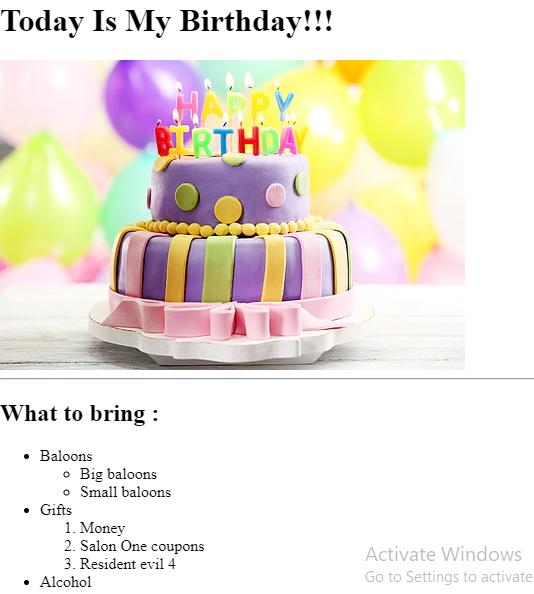 Today Is My Birthday!!!
HAPPY
BIRTHDAY
What to bring :
Baloons
Big baloons
Small baloons
Gifts
1. Money
2. Salon One coupons
3. Resident evil 4
Alcohol
Activate Windows
Go to Settings to activate